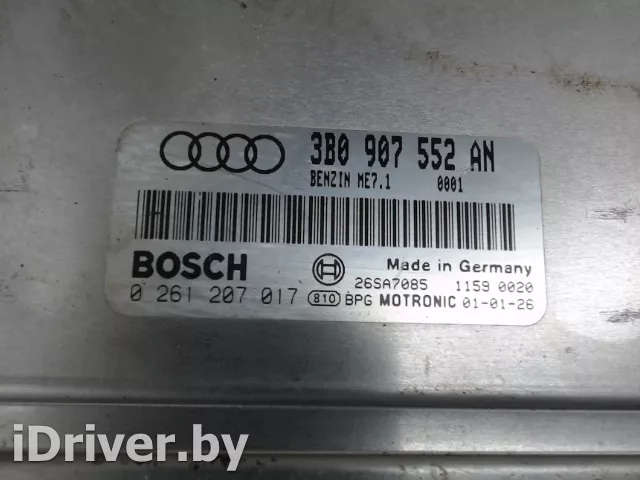 3B0 907 552 AN
BENZIN ME7.1 0001
BOSCH
Made in Germany
26SA7085 1159 0020
0 261 207 017 810 BPG MOTRONIC 01-01-26
iDriver.by